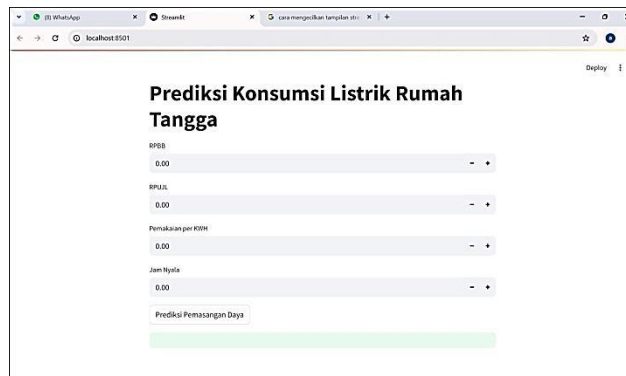 (8) WhatsApp
Streamlit
cara mengecilkan tampilan stre
localhost:8501
Deploy
Prediksi Konsumsi Listrik Rumah
Tangga
RPBB
0.00
RPUJL
0.00
Pemakaian per KWH
0.00
Jam Nyala
0.00
Prediksi Pemasangan Daya